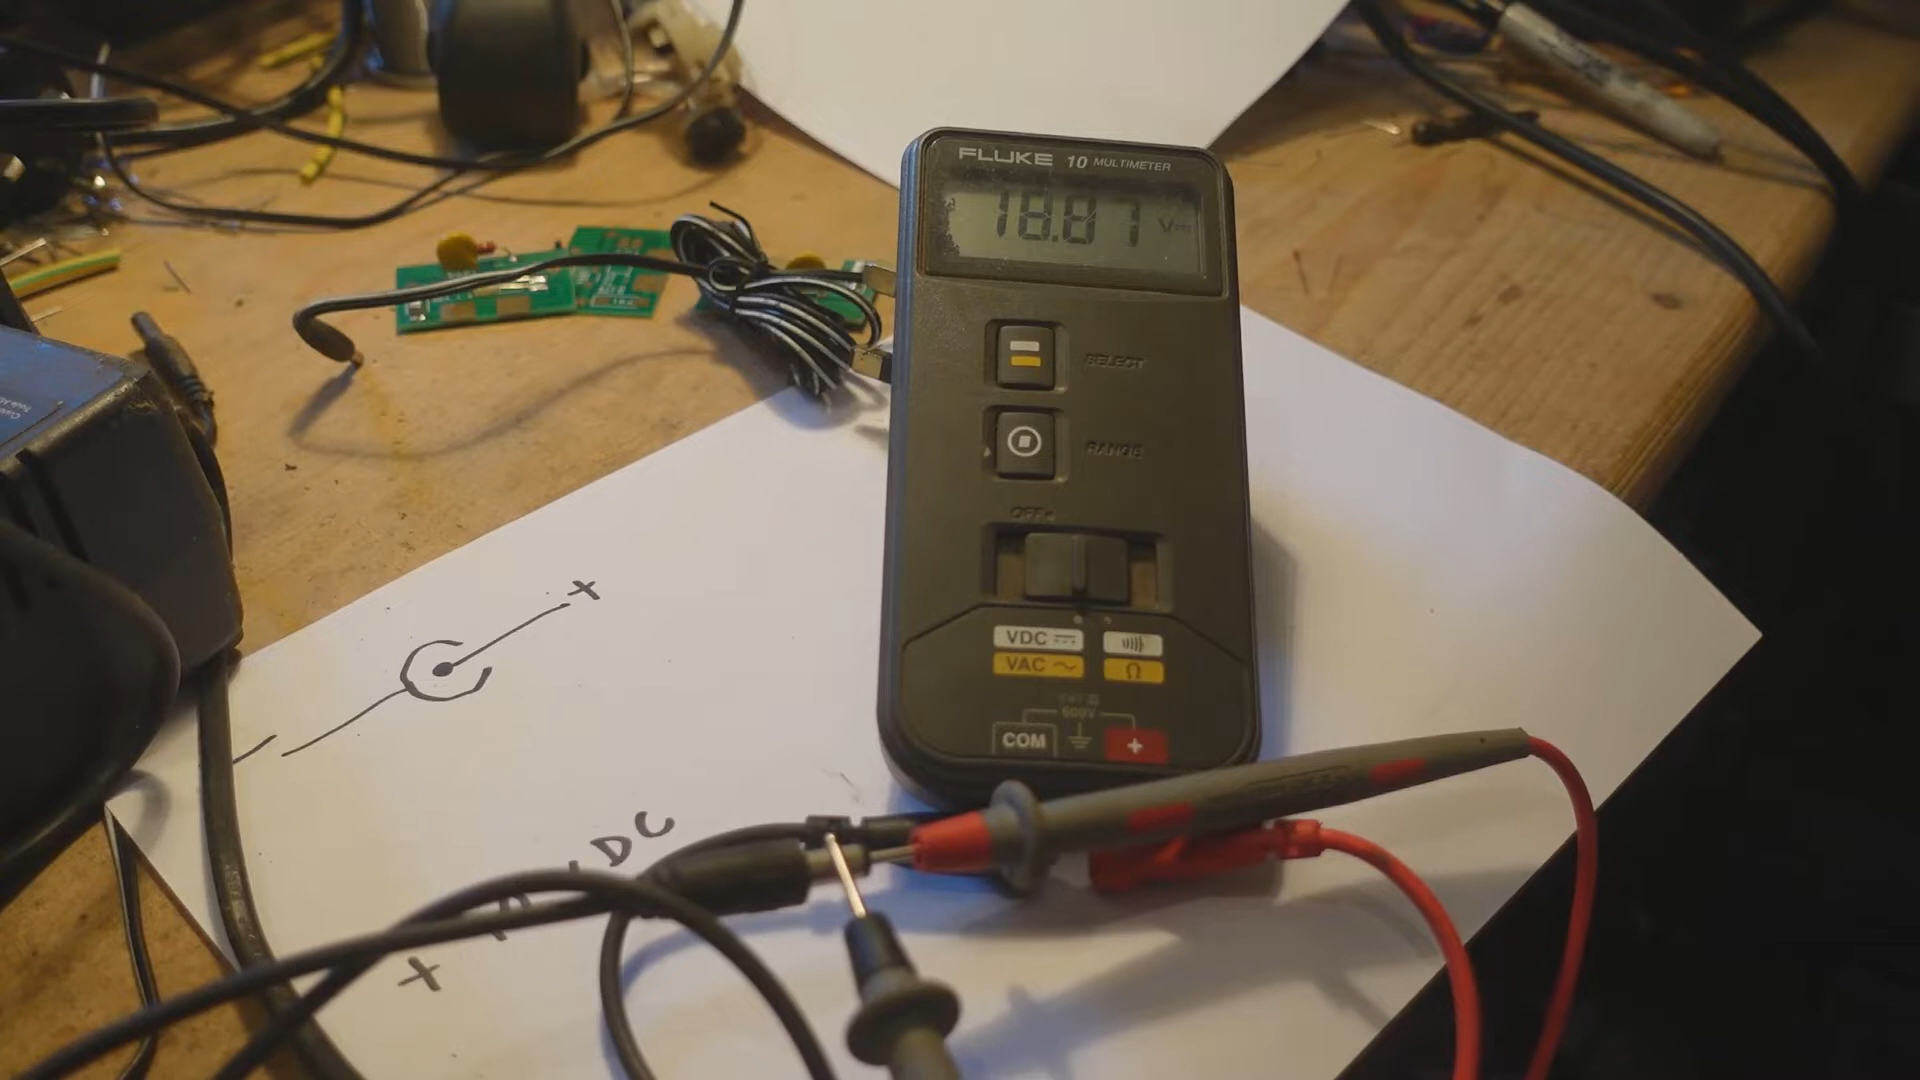 FLUKE 10 MULTIMETER
18.87 V
SELECT
RANGE
OFF
VDC
VAC ~
Ω
600V
COM
+
+
DC
+